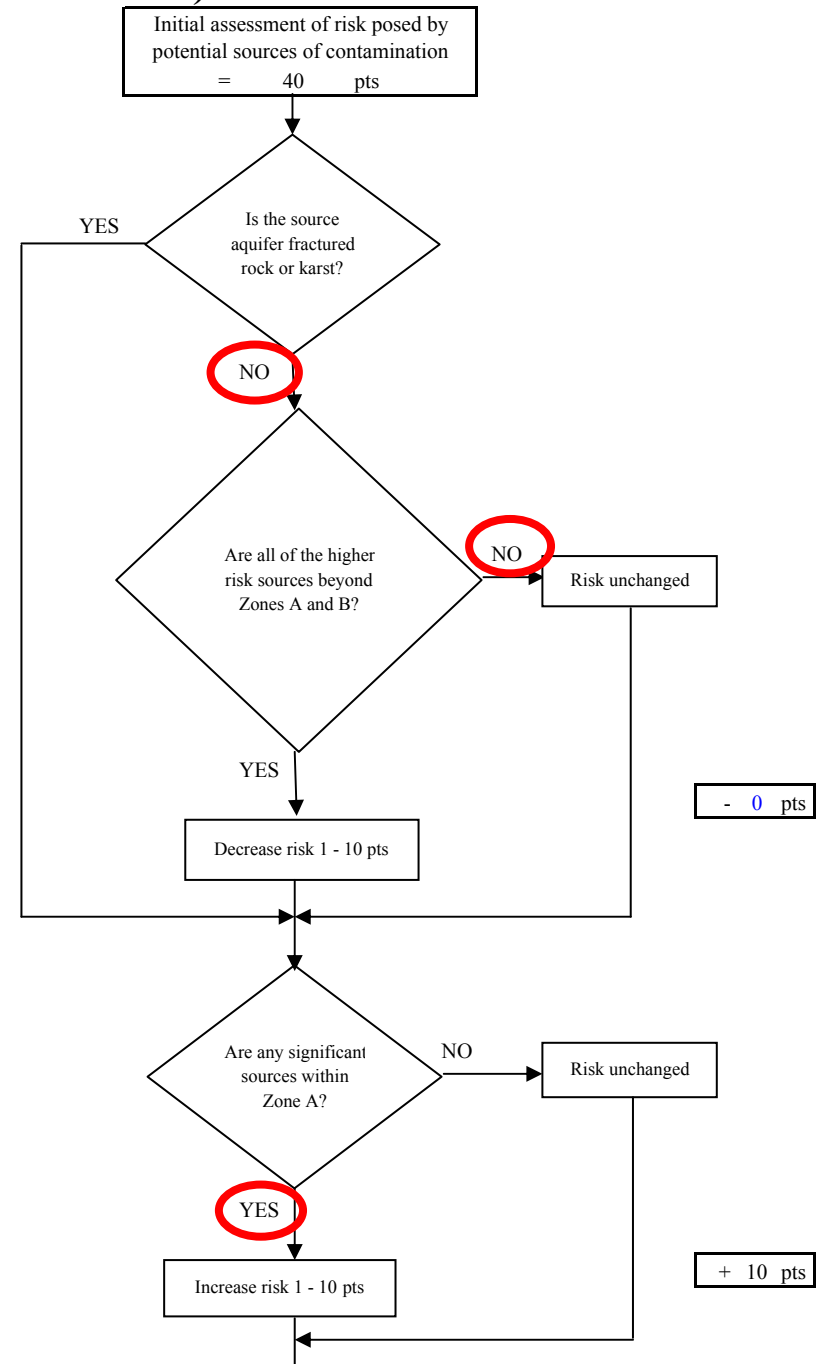 Initial assessment of risk posed by
potential sources of contamination
= 40 pts
YES
Is the source
aquifer fractured
rock or karst?
NO
Are all of the higher
risk sources beyond
Zones A and B?
NO
Risk unchanged
YES
- 0 pts
Decrease risk 1 - 10 pts
Are any significant
sources within
Zone A?
NO
Risk unchanged
YES
Increase risk 1 - 10 pts
+ 10 pts